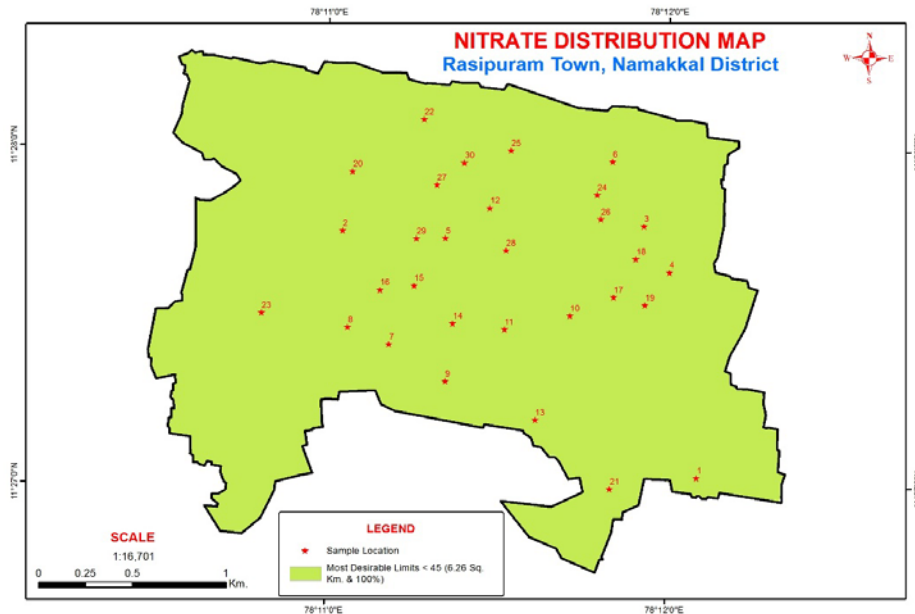 78°11'0"E
78°12'0"E
NITRATE DISTRIBUTION MAP
Rasipuram Town, Namakkal District
N
W
E
S
11°28'0"N
22
25
30
6
20
27
24
12
26
3
2
29
5
28
18
4
16
15
17
19
23
10
8
14
11
7
9
13
11°27'0"N
21
1
SCALE
1:16,701
0
0.25
0.5
1
Km.
LEGEND
Sample Location
Most Desirable Limits < 45 (6.26 Sq.
Km. & 100%)
78°11'0"E
78°12'0"E